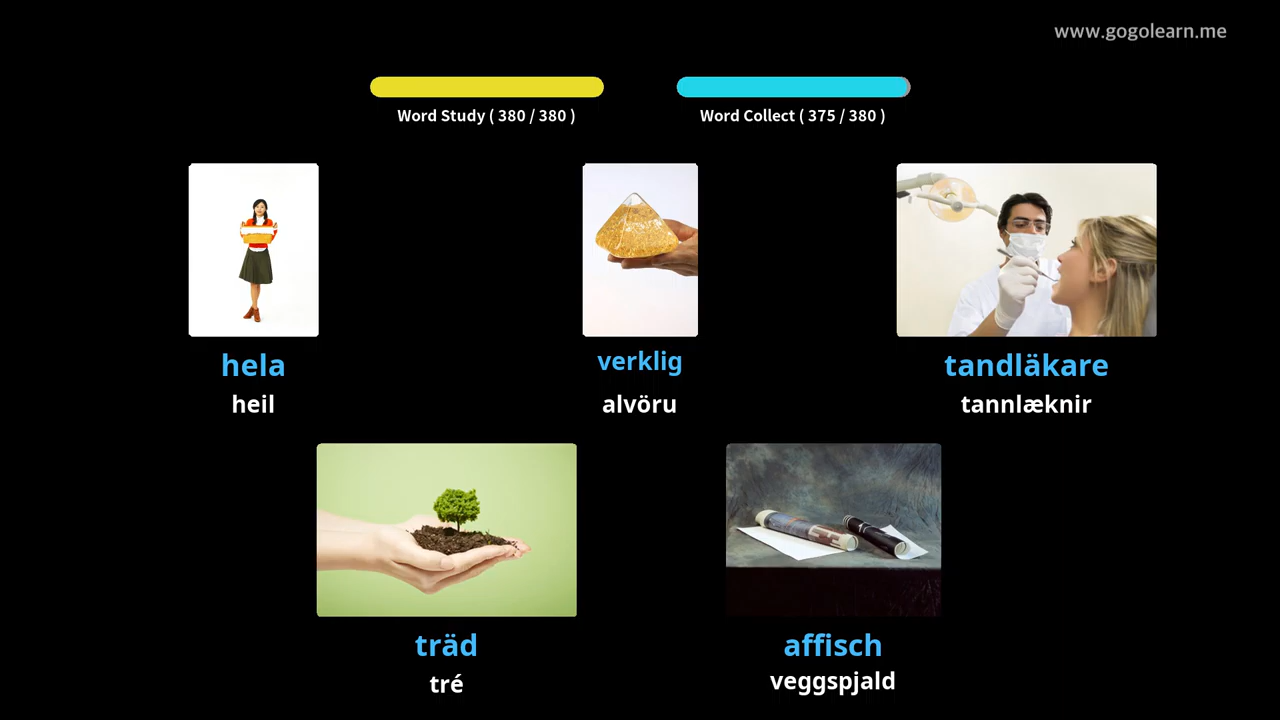 www.gogolearn.me
Word Study ( 380 / 380 )
Word Collect ( 375 / 380 )
hela
heil
verklig
alvöru
tandläkare
tannlæknir
träd
tré
affisch
veggspjald